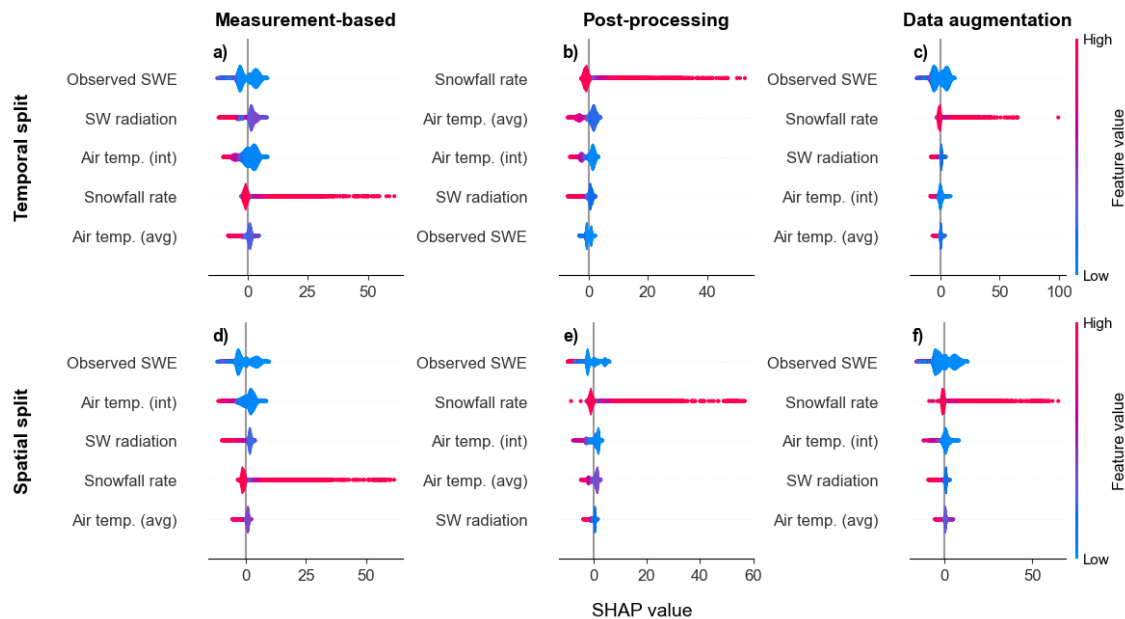 Measurement-based
Post-processing
Data augmentation
Temporal split
a)
Observed SWE
SW radiation
Air temp. (int)
Snowfall rate
Air temp. (avg)
0 25 50
b)
Snowfall rate
Air temp. (avg)
Air temp. (int)
SW radiation
Observed SWE
0 20 40
c)
Observed SWE
Snowfall rate
SW radiation
Air temp. (int)
Air temp. (avg)
0 50 100
High
Feature value
Low
Spatial split
d)
Observed SWE
Air temp. (int)
SW radiation
Snowfall rate
Air temp. (avg)
0 25 50
e)
Observed SWE
Snowfall rate
Air temp. (int)
Air temp. (avg)
SW radiation
0 20 40 60
f)
Observed SWE
Snowfall rate
Air temp. (int)
SW radiation
Air temp. (avg)
0 50
High
Feature value
Low
SHAP value